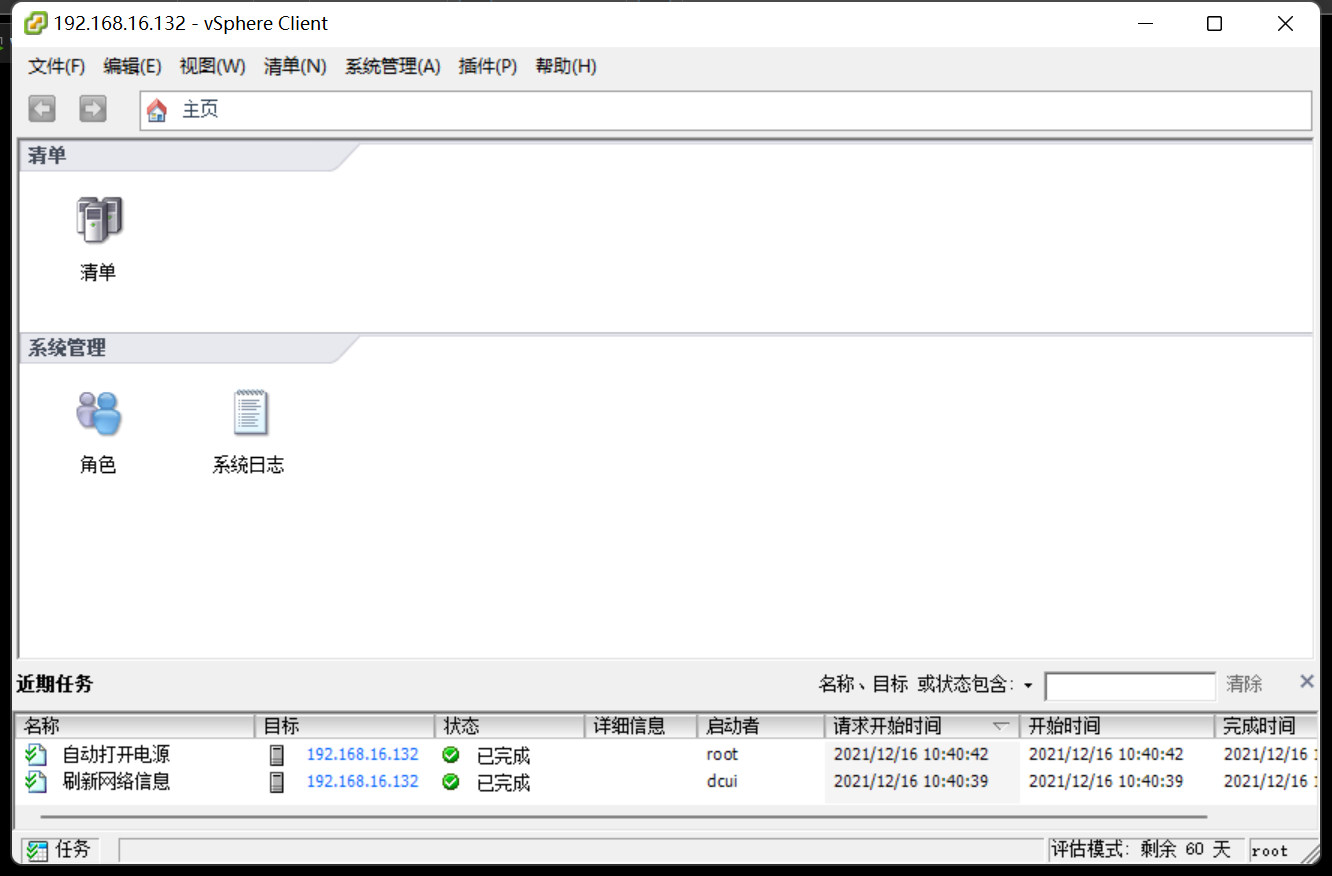 192.168.16.132 - vSphere Client
文件(F) 编辑(E) 视图(W) 清单(N) 系统管理(A) 插件(P) 帮助(H)
主页
清单
清单
系统管理
角色 系统日志
近期任务 名称、目标 或状态包含: 清除
名称 目标 状态 详细信息 启动者 请求开始时间 开始时间 完成时间
自动打开电源 192.168.16.132 已完成 root 2021/12/16 10:40:42 2021/12/16 10:40:42 2021/12/16
刷新网络信息 192.168.16.132 已完成 dcui 2021/12/16 10:40:39 2021/12/16 10:40:39 2021/12/16
任务 评估模式: 剩余 60 天 root